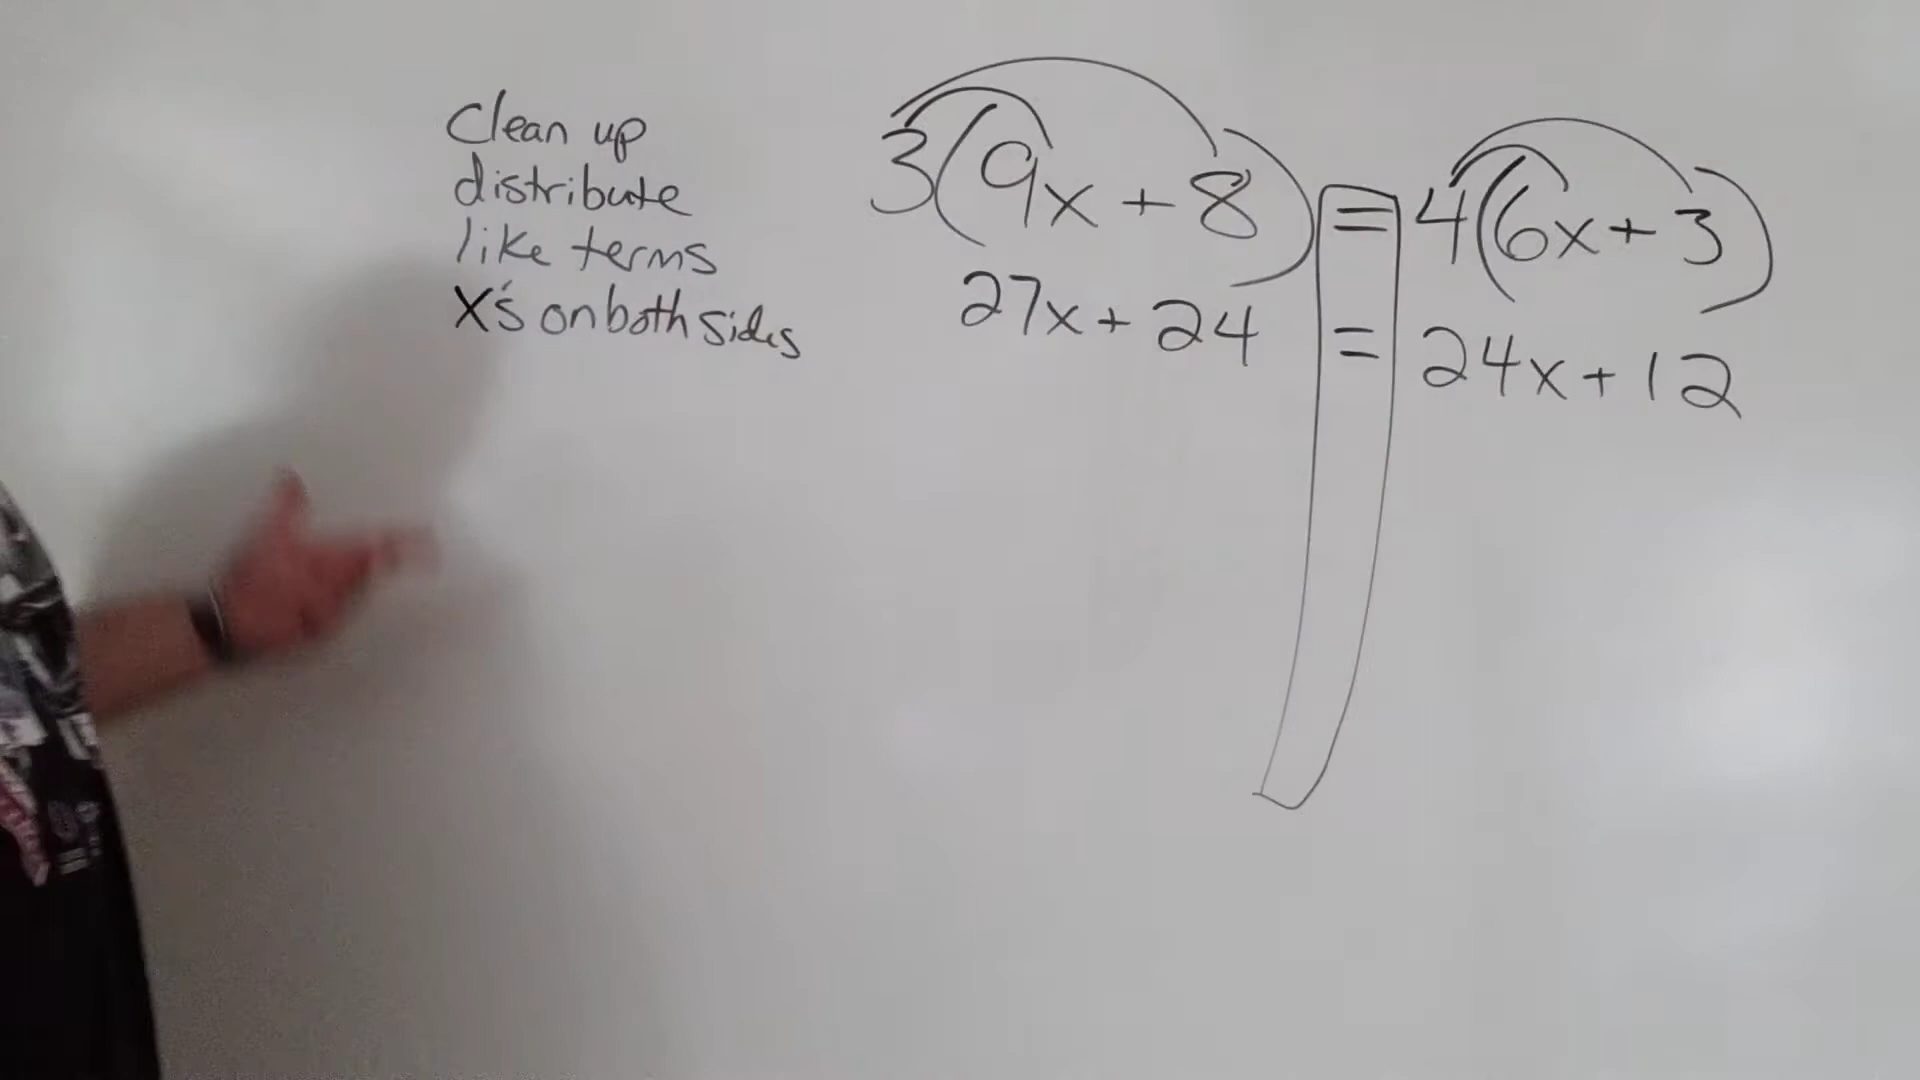 Clean up
distribute
like terms
X's on both sides
3(9x + 8) = 4(6x + 3)
27x + 24 = 24x + 12